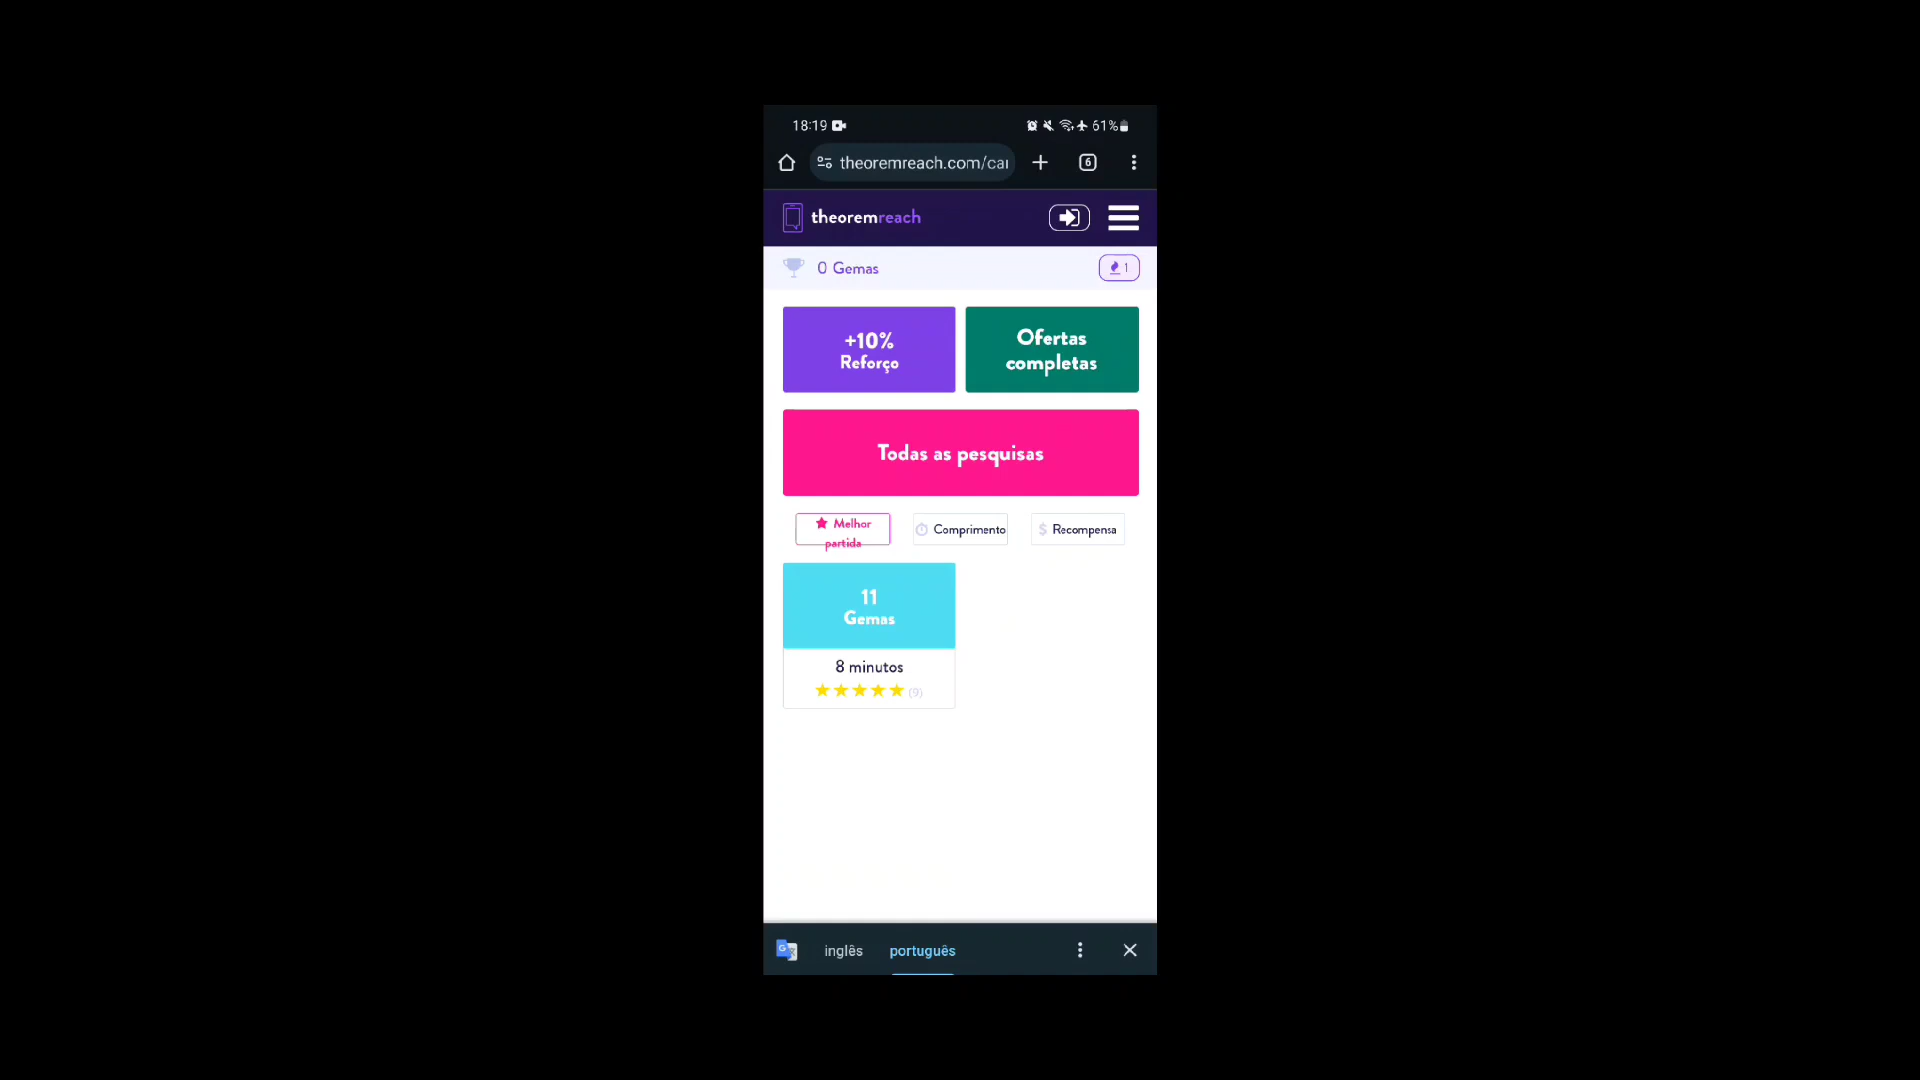 18:19
61%
theoremreach.com/car
6
theoremreach
0 Gemas
1
+10%
Reforço
Ofertas
completas
Todas as pesquisas
Melhor
partida
Comprimento
$ Recompensa
11
Gemas
8 minutos
(9)
inglês
português